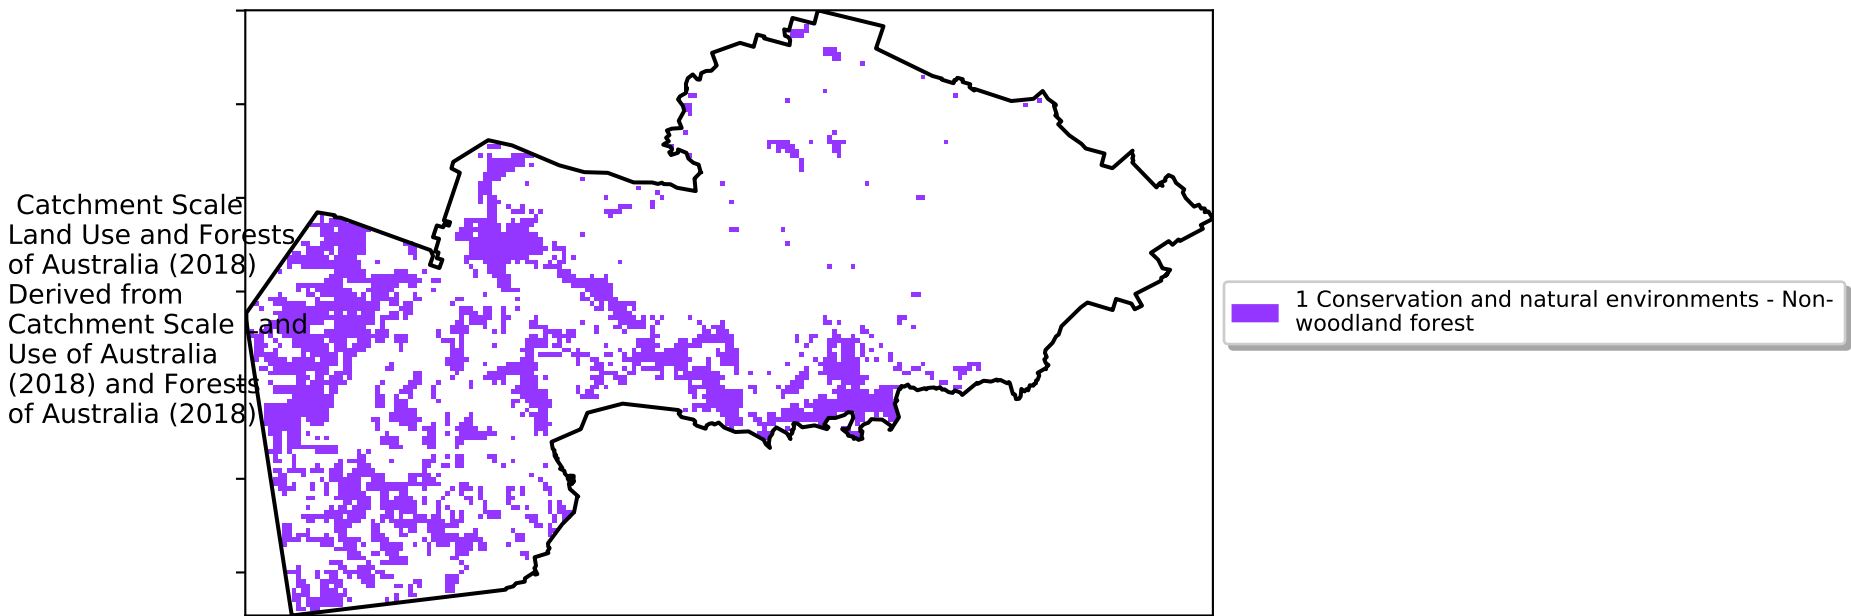 Catchment Scale
Land Use and Forests
of Australia (2018)
Derived from
Catchment Scale Land
Use of Australia
(2018) and Forests
of Australia (2018)
1 Conservation and natural environments - Non-
woodland forest